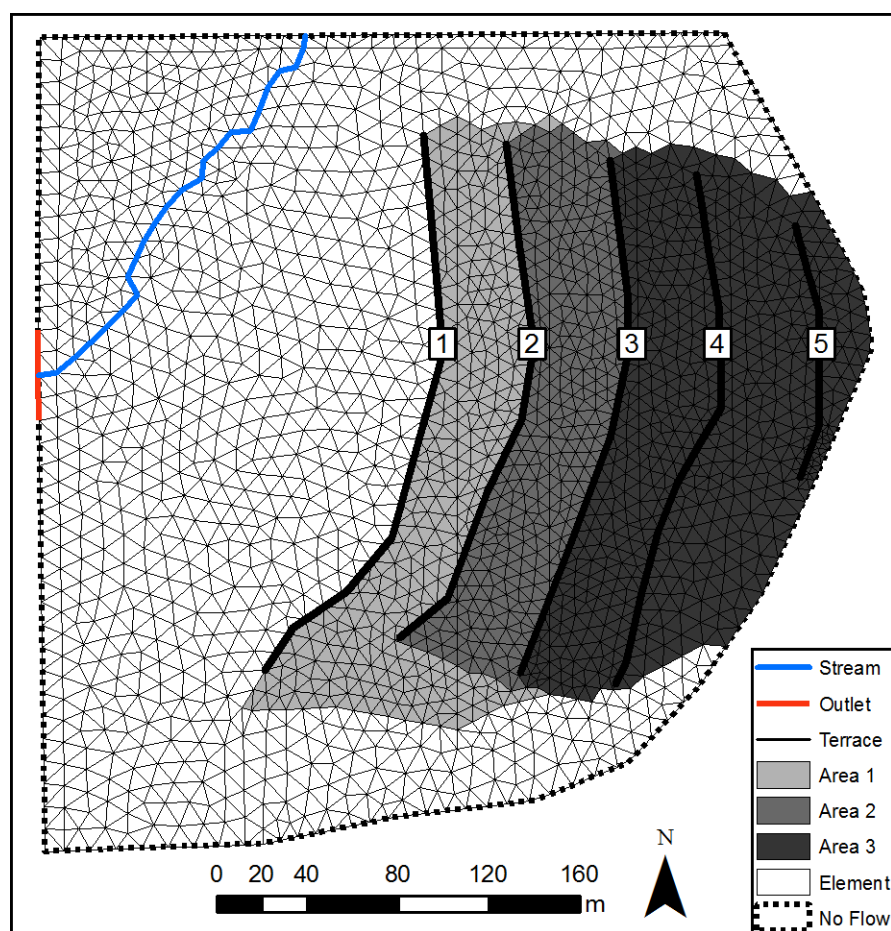 1 2 3 4 5
Stream
Outlet
Terrace
Area 1
Area 2
Area 3
Element
No Flow
N
0 20 40 80 120 160
m